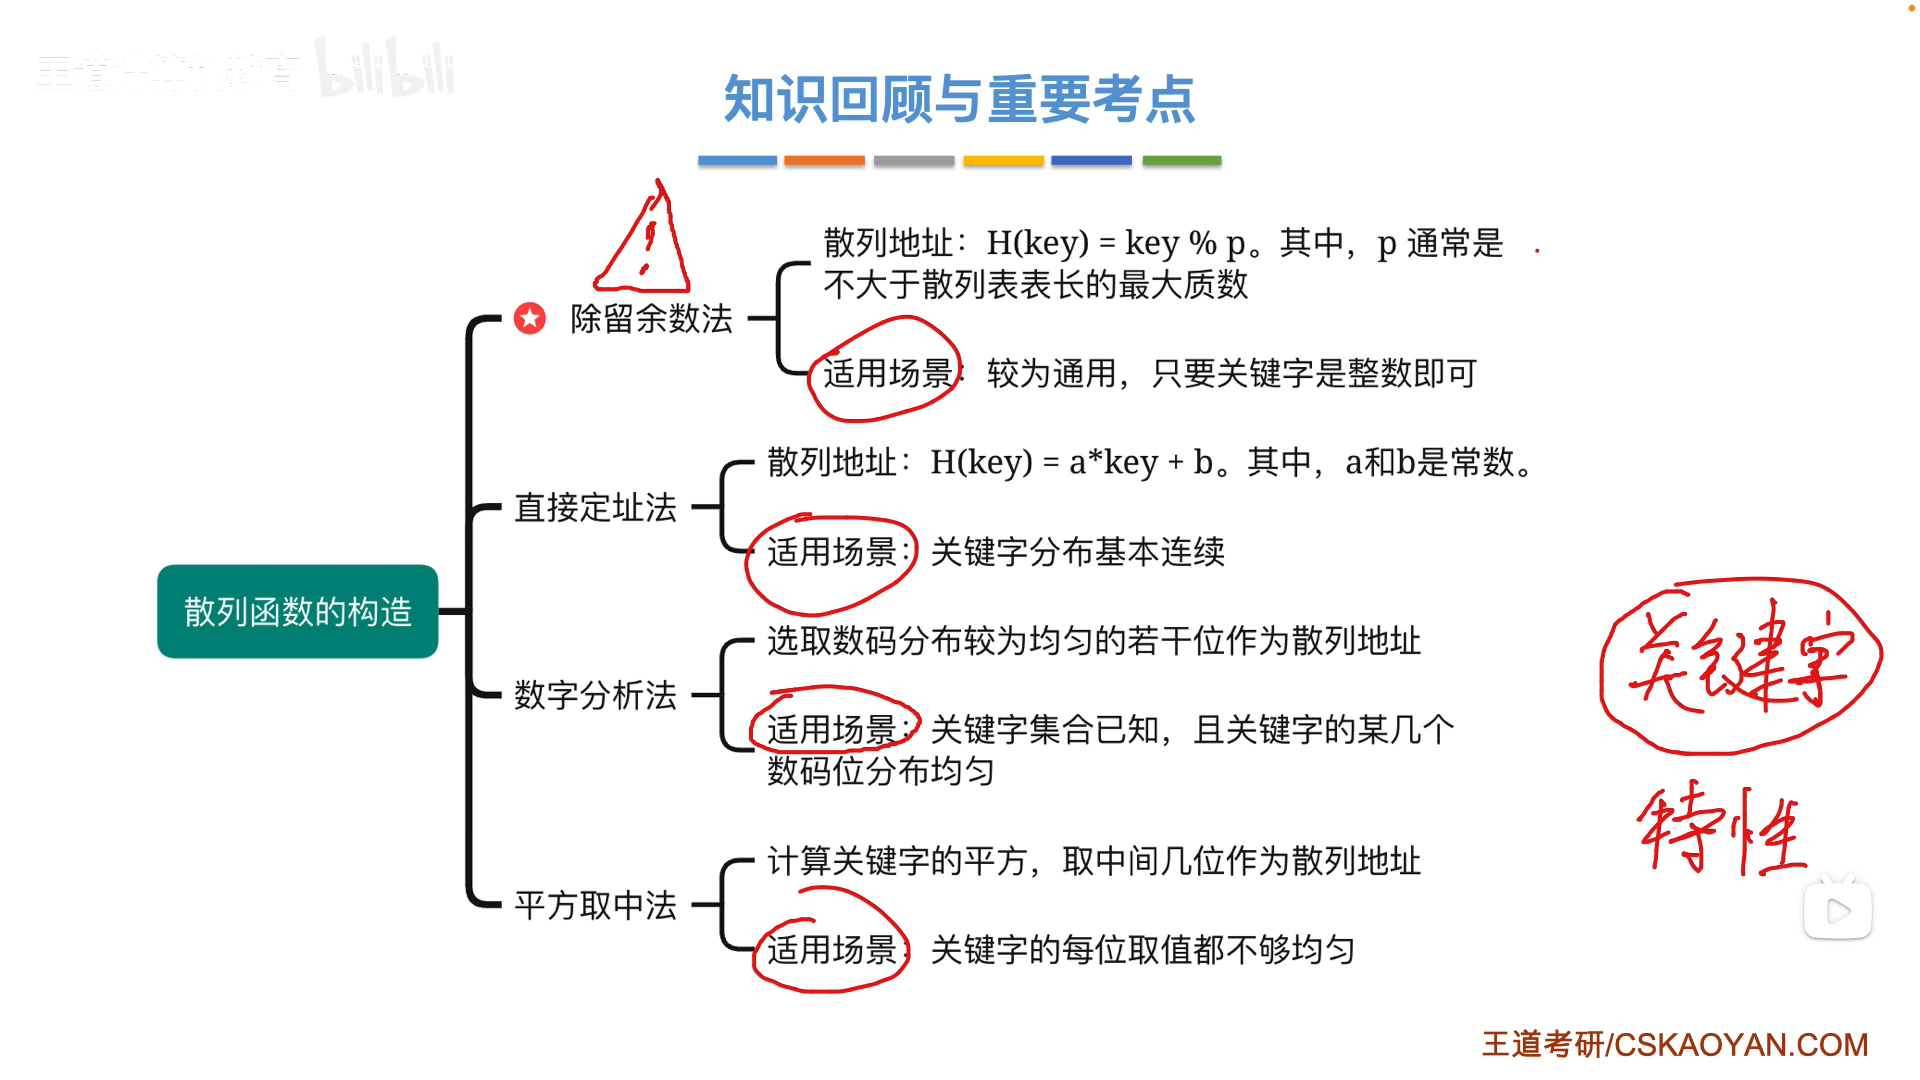 王道计算机教育 bilibili
知识回顾与重要考点
散列地址：H(key) = key % p。其中，p 通常是
不大于散列表表长的最大质数
除留余数法
适用场景：较为通用，只要关键字是整数即可
散列地址：H(key) = a*key + b。其中，a和b是常数。
直接定址法
适用场景：关键字分布基本连续
散列函数的构造
选取数码分布较为均匀的若干位作为散列地址
数字分析法
适用场景：关键字集合已知，且关键字的某几个
数码位分布均匀
关键字
特性
计算关键字的平方，取中间几位作为散列地址
平方取中法
适用场景：关键字的每位取值都不够均匀
王道考研/CSKAOYAN.COM